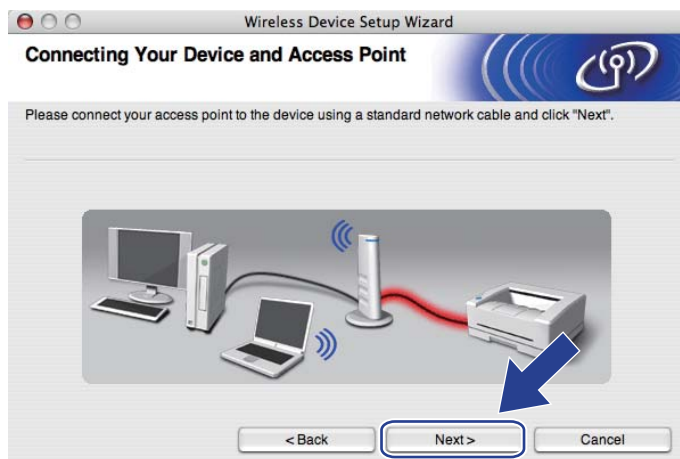 Wireless Device Setup Wizard
Connecting Your Device and Access Point
Please connect your access point to the device using a standard network cable and click "Next".
< Back
Next >
Cancel